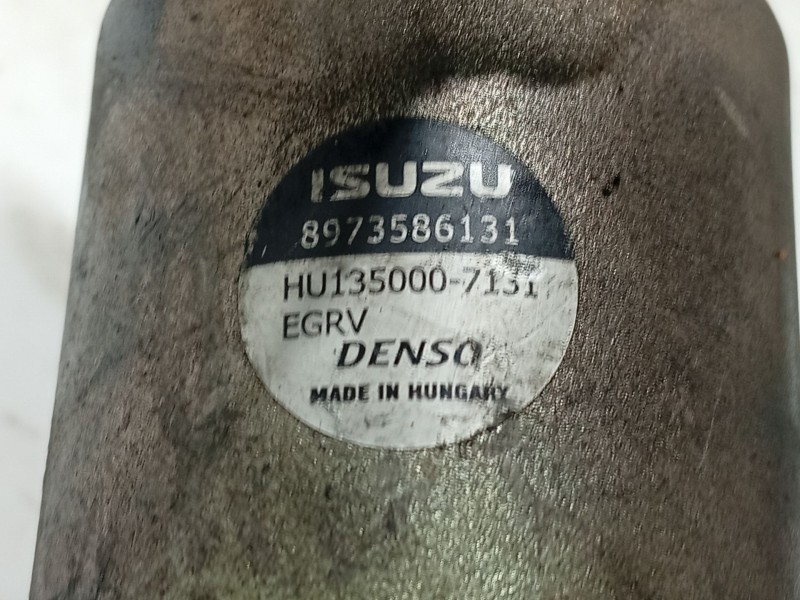 ISUZU
8973586131
HU135000-7131
EGRV
DENSO
MADE IN HUNGARY